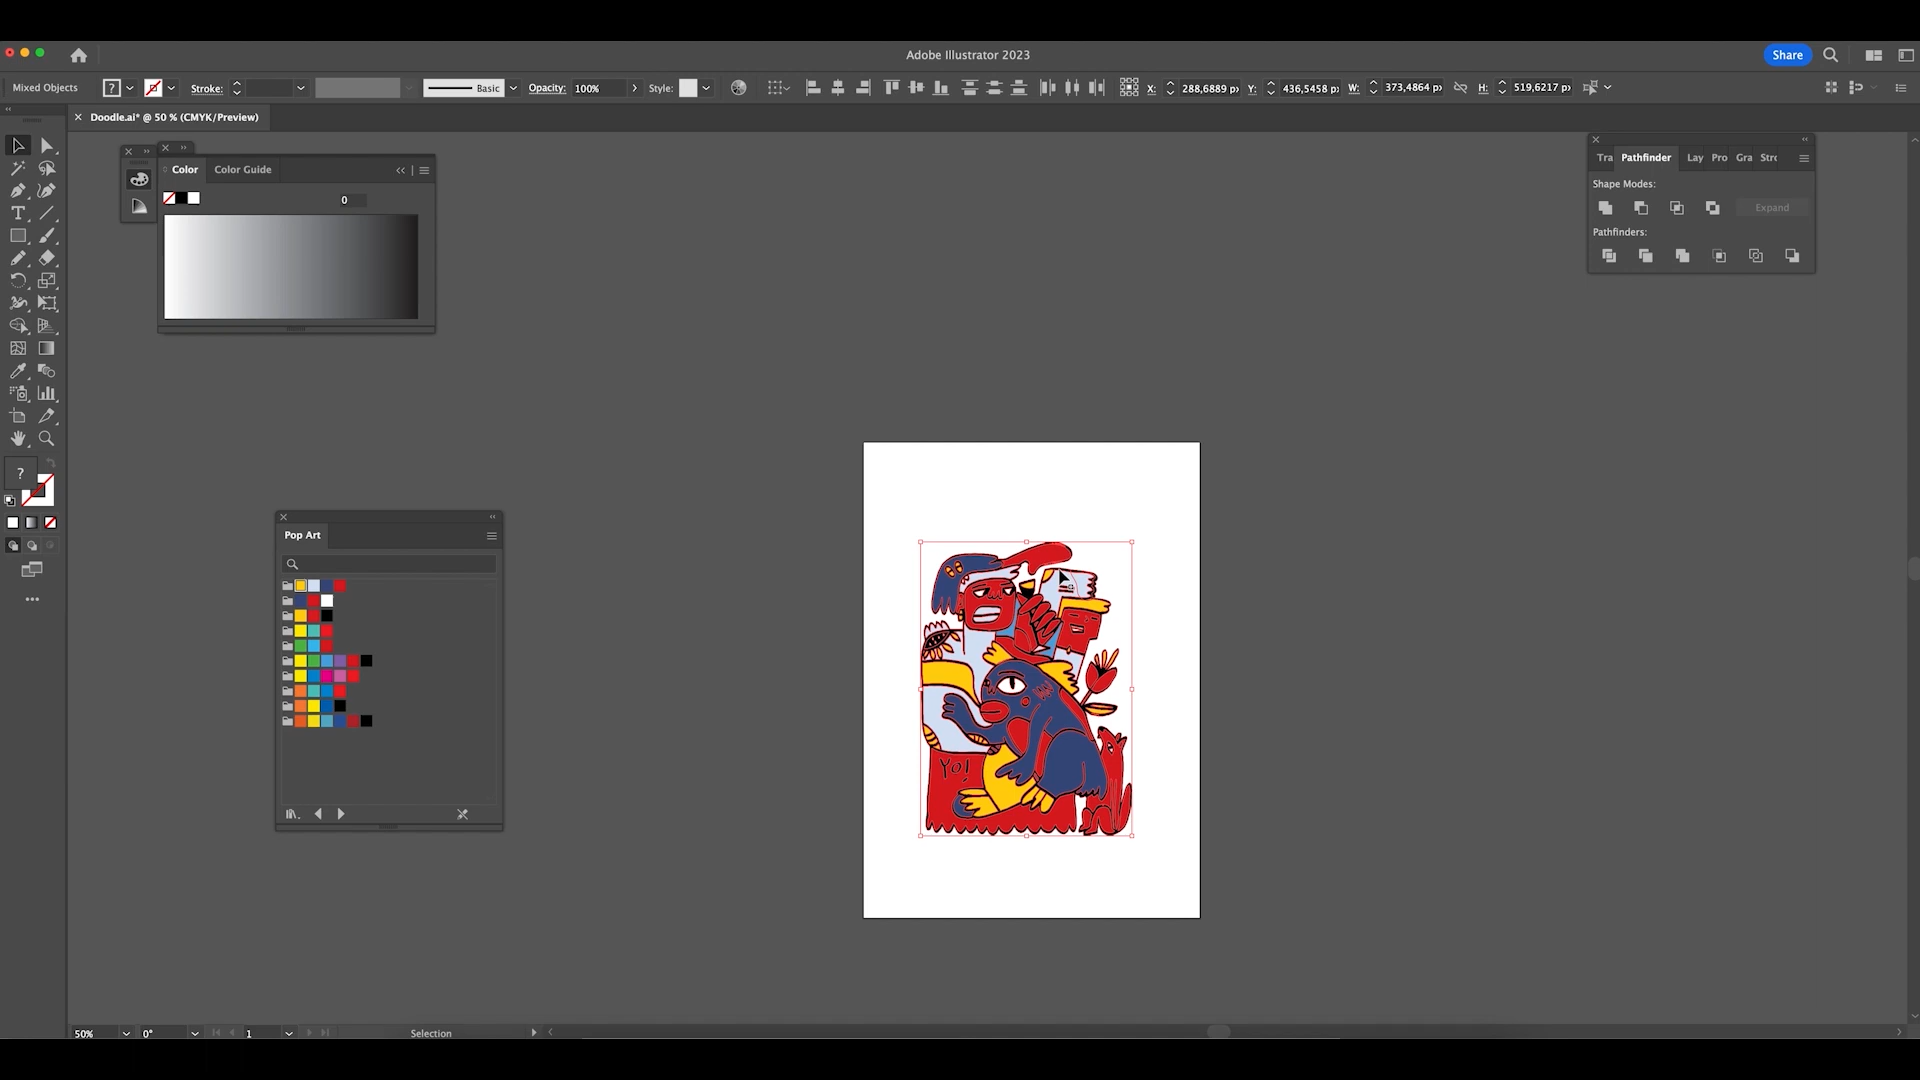 Adobe Illustrator 2023
Share
Mixed Objects
?
Stroke:
Basic
Opacity:
100%
Style:
X:
288,6889 p
Y:
436,5458 p
W:
373,4864 p
H:
519,6217 p
Doodle.ai* @ 50 % (CMYK/Preview)
Color
Color Guide
0
Tra
Pathfinder
Lay
Pro
Gra
Stro
Shape Modes:
Expand
Pathfinders:
T
?
Pop Art
Yo!
50%
0°
1
Selection